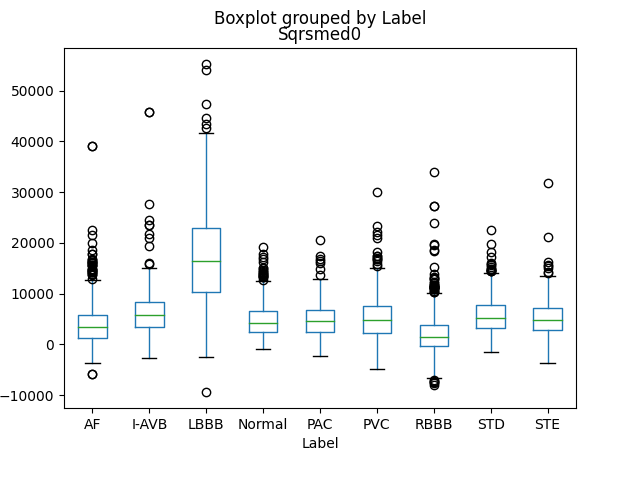 Boxplot grouped by Label
Sqrsmed0
50000
40000
30000
20000
10000
0
−10000
AF I-AVB LBBB Normal PAC PVC RBBB STD STE
Label